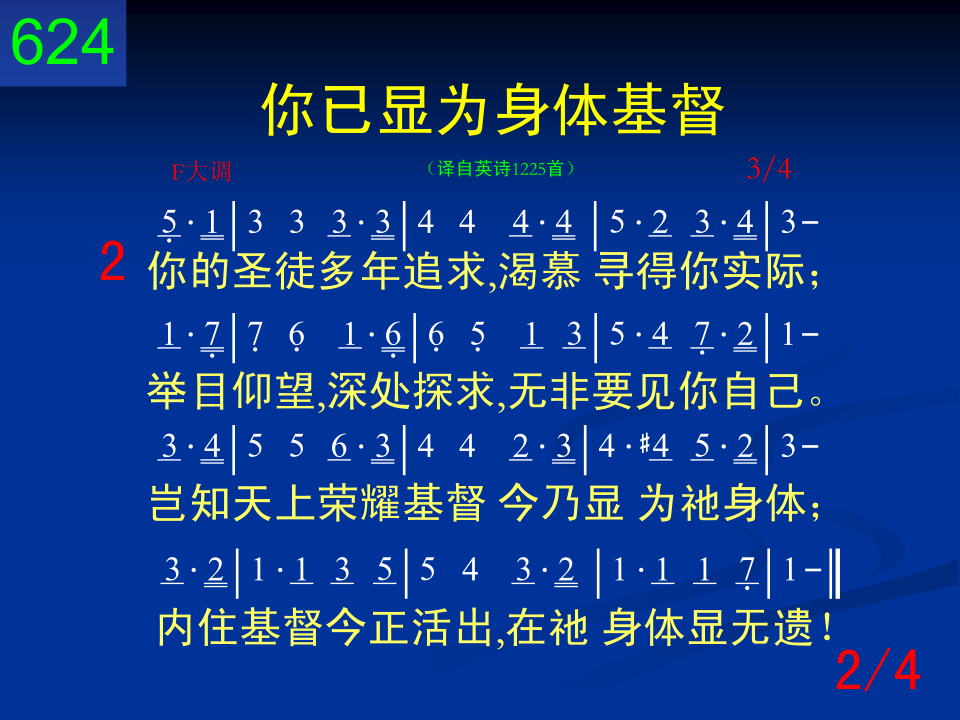 624
你已显为身体基督
F大调 （译自英诗1225首） 3/4
5·1|3 3 3·3|4 4 4·4|5·2 3·4|3-
2 你的圣徒多年追求,渴慕 寻得你实际；
1·7|7 6 1·6|6 5 1 3|5·4 7·2|1-
举目仰望,深处探求,无非要见你自己。
3·4|5 5 6·3|4 4 2·3|4·#4 5·2|3-
岂知天上荣耀基督 今乃显 为祂身体；
3·2|1·1 3 5|5 4 3·2|1·1 1 7|1-‖
内住基督今正活出,在祂 身体显无遗！
2/4